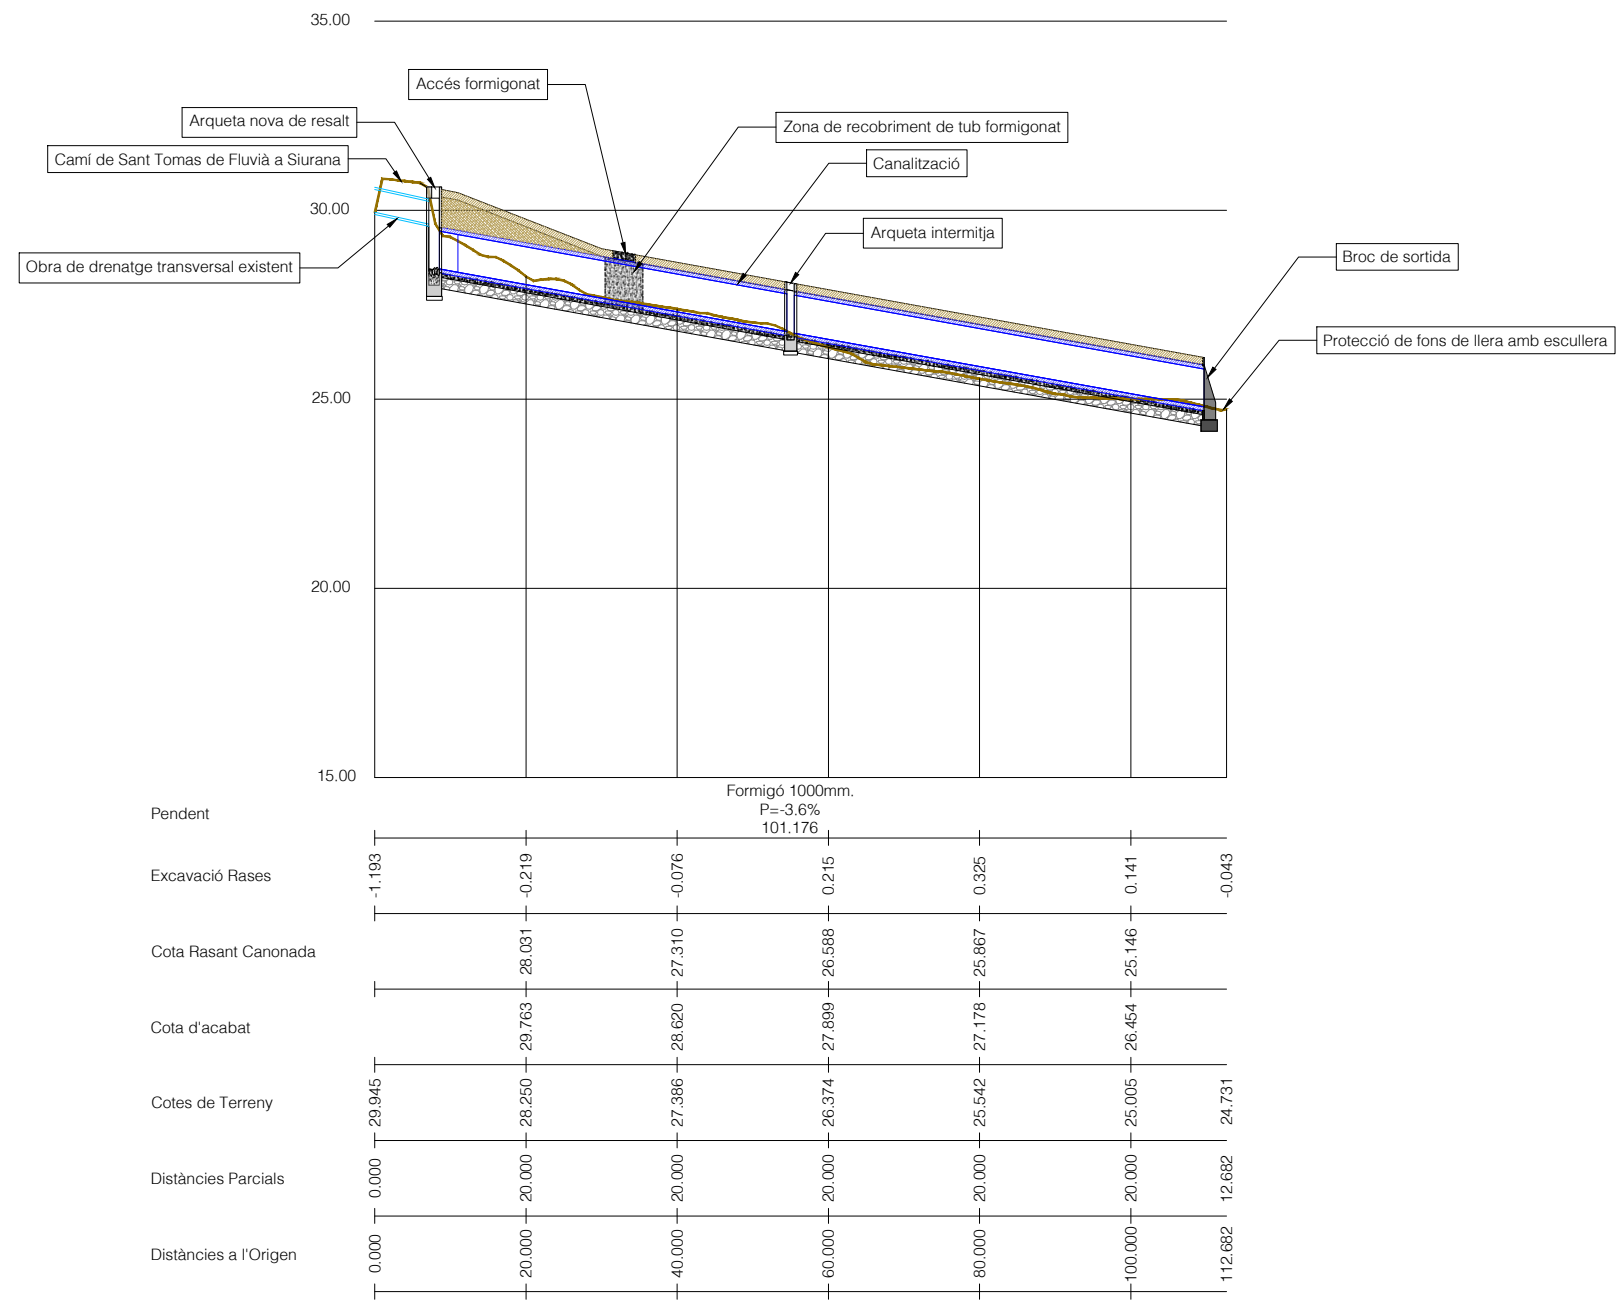 35.00
Accés formigonat
Arqueta nova de resalt
Zona de recobriment de tub formigonat
Camí de Sant Tomas de Fluvià a Siurana
Canalització
30.00
Arqueta intermitja
Obra de drenatge transversal existent
Broc de sortida
Protecció de fons de llera amb escullera
25.00
20.00
15.00
Formigó 1000mm.
P=-3.6%
101.176
Pendent
Excavació Rases -1.193 -0.219 -0.076 0.215 0.325 0.141 -0.043
Cota Rasant Canonada 28.031 27.310 26.588 25.867 25.146
Cota d'acabat 29.763 28.620 27.899 27.178 26.454
Cotes de Terreny 29.945 28.250 27.386 26.374 25.542 25.005 24.731
Distàncies Parcials 0.000 20.000 20.000 20.000 20.000 20.000 12.682
Distàncies a l'Origen 0.000 20.000 40.000 60.000 80.000 100.000 112.682